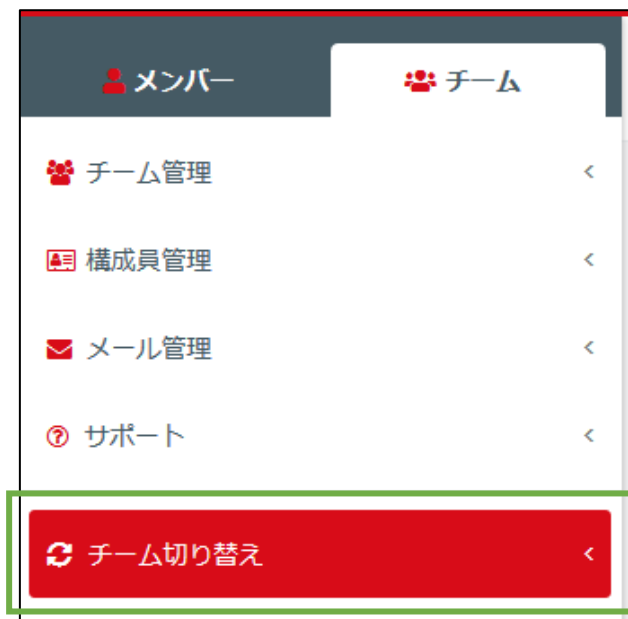 メンバー チーム
チーム管理
構成員管理
メール管理
サポート
チーム切り替え